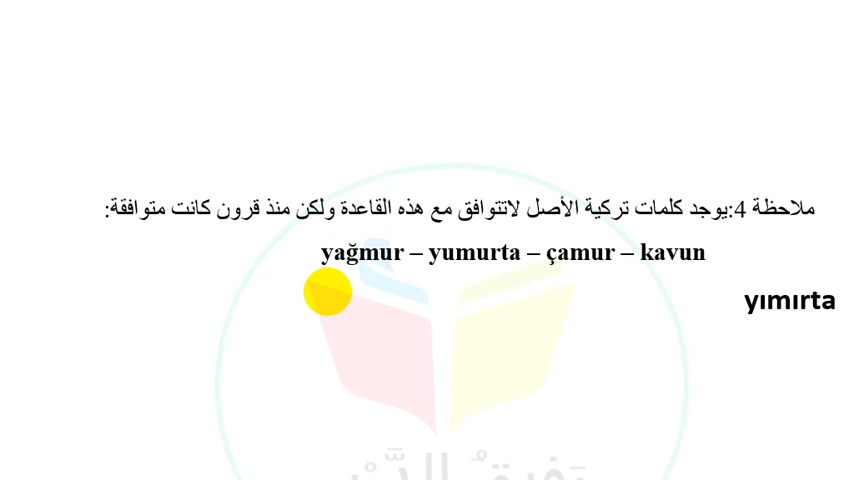 ملاحظة 4:يوجد كلمات تركية الأصل لاتتوافق مع هذه القاعدة ولكن منذ قرون كانت متوافقة:
yağmur – yumurta – çamur – kavun
yımırta